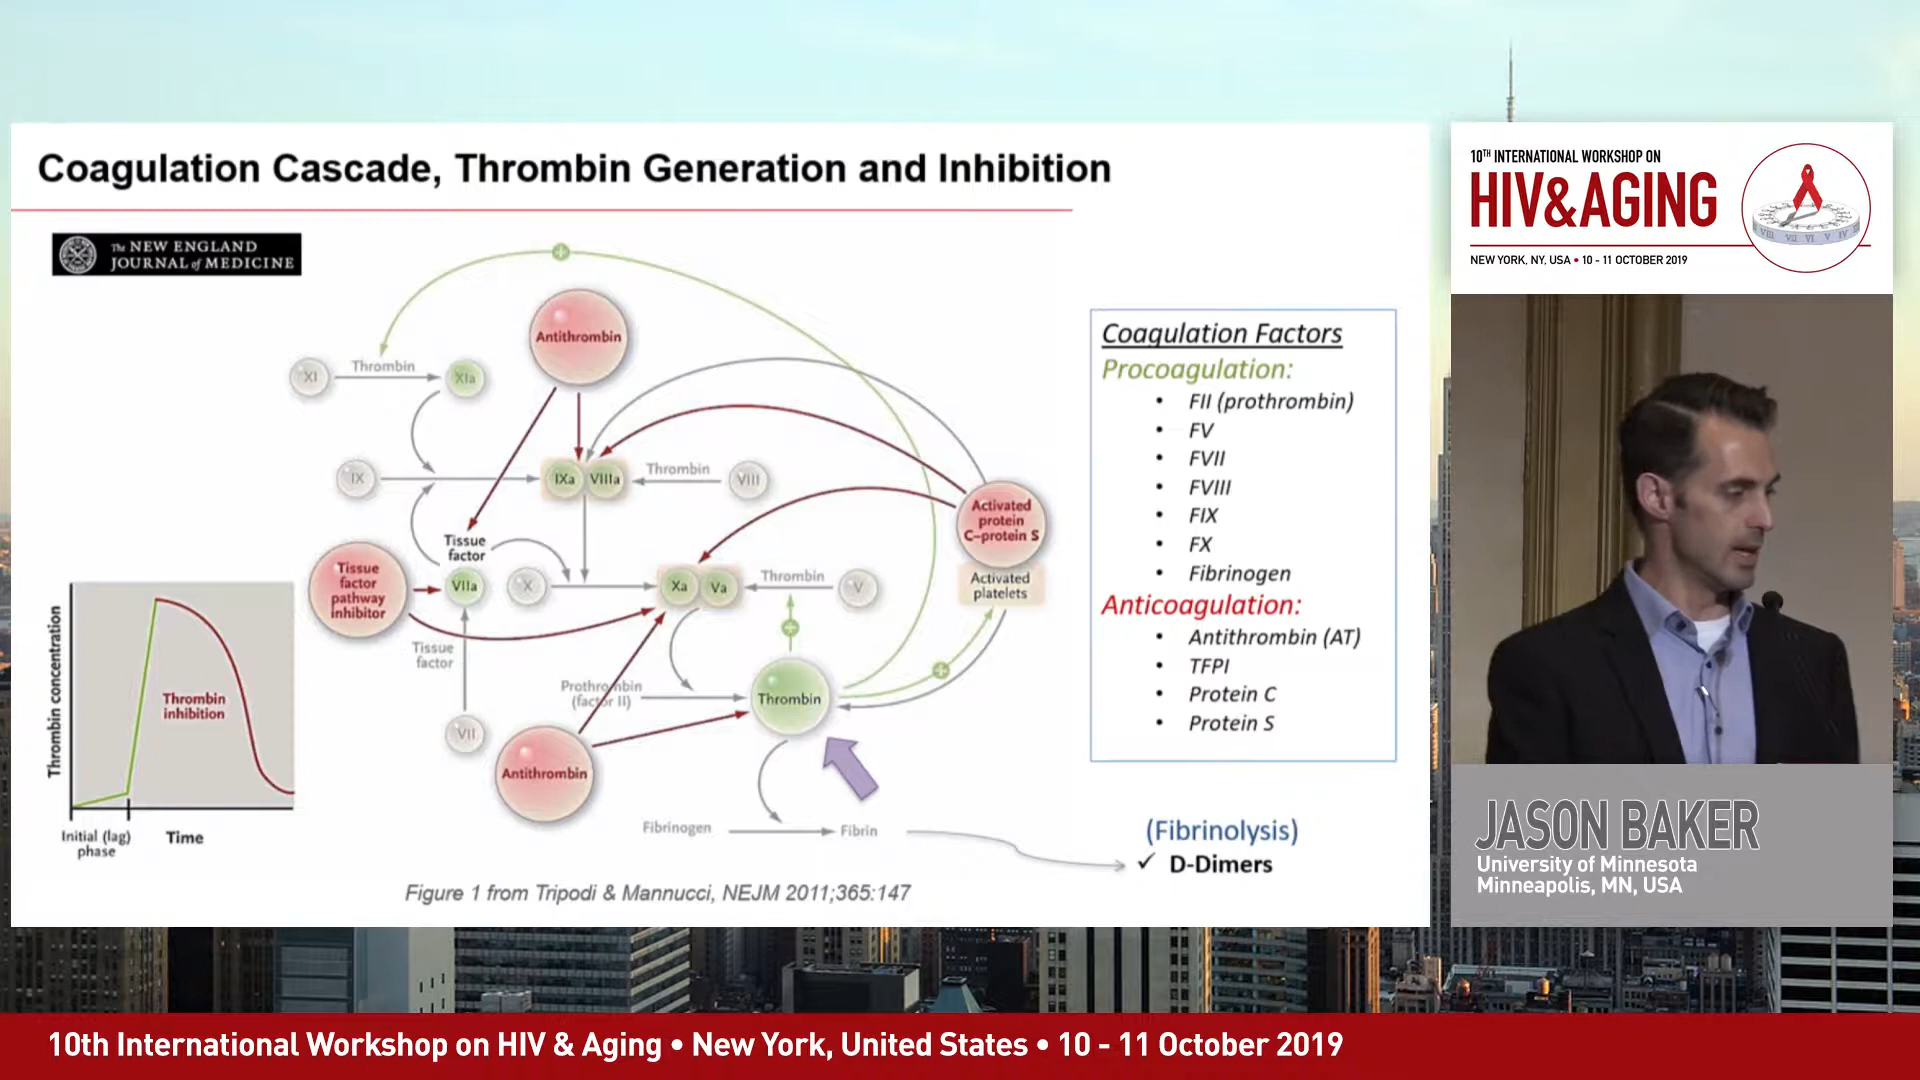 Coagulation Cascade, Thrombin Generation and Inhibition
The NEW ENGLAND
JOURNAL of MEDICINE
Antithrombin
XI
Thrombin
XIa
IX
IXa
VIIIa
Thrombin
VIII
Activated
protein
C–protein S
Activated
platelets
Tissue
factor
Tissue
factor
pathway
inhibitor
VIIa
X
Xa
Va
Thrombin
V
Tissue
factor
Prothrombin
(factor II)
Thrombin
VII
Antithrombin
Fibrinogen
Fibrin
Thrombin concentration
Thrombin
inhibition
Initial (lag)
phase
Time
Figure 1 from Tripodi & Mannucci, NEJM 2011;365:147
Coagulation Factors
Procoagulation:
• FII (prothrombin)
• FV
• FVII
• FVIII
• FIX
• FX
• Fibrinogen
Anticoagulation:
• Antithrombin (AT)
• TFPI
• Protein C
• Protein S
(Fibrinolysis)
✓ D-Dimers
10TH INTERNATIONAL WORKSHOP ON
HIV&AGING
NEW YORK, NY, USA • 10 - 11 OCTOBER 2019
JASON BAKER
University of Minnesota
Minneapolis, MN, USA
10th International Workshop on HIV & Aging • New York, United States • 10 - 11 October 2019